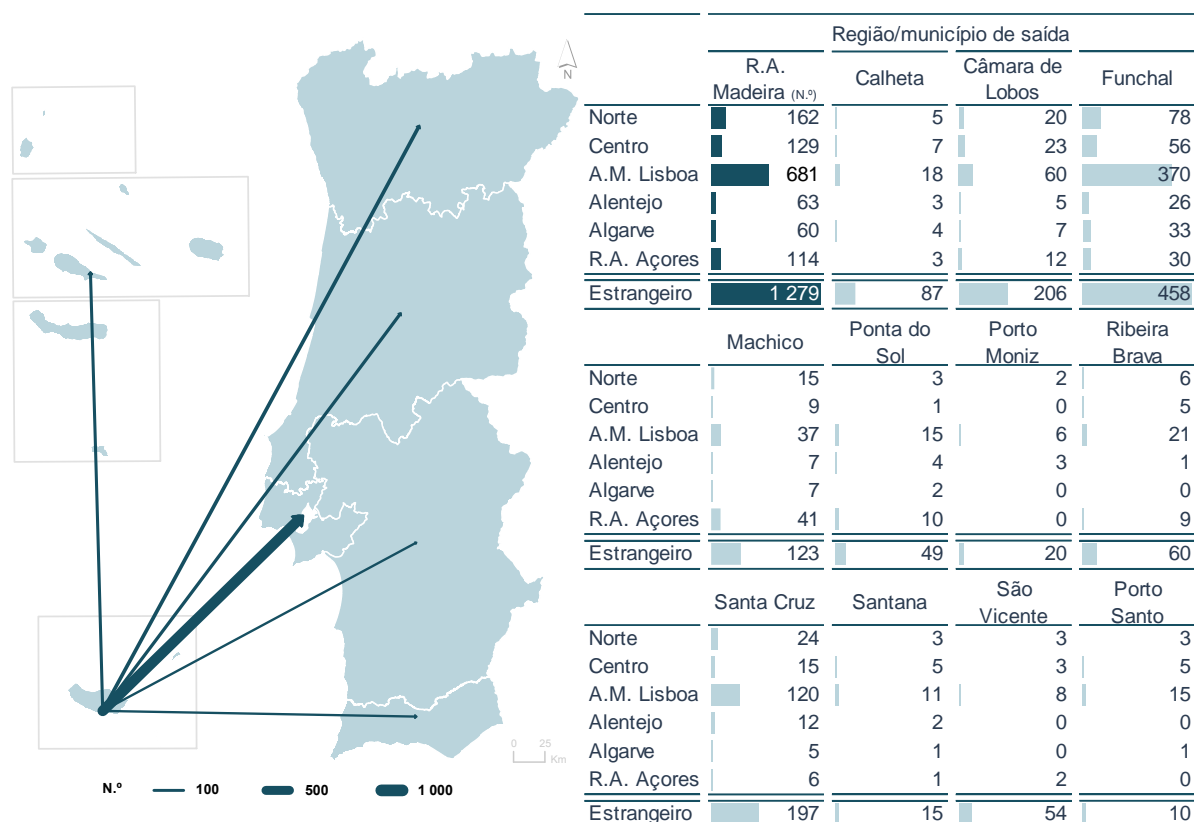 N
0 25
Km
N.º 100 500 1 000
Região/município de saída
R.A. Madeira (N.º) Calheta Câmara de Lobos Funchal
Norte 162 5 20 78
Centro 129 7 23 56
A.M. Lisboa 681 18 60 370
Alentejo 63 3 5 26
Algarve 60 4 7 33
R.A. Açores 114 3 12 30
Estrangeiro 1 279 87 206 458
Machico Ponta do Sol Porto Moniz Ribeira Brava
Norte 15 3 2 6
Centro 9 1 0 5
A.M. Lisboa 37 15 6 21
Alentejo 7 4 3 1
Algarve 7 2 0 0
R.A. Açores 41 10 0 9
Estrangeiro 123 49 20 60
Santa Cruz Santana São Vicente Porto Santo
Norte 24 3 3 3
Centro 15 5 3 5
A.M. Lisboa 120 11 8 15
Alentejo 12 2 0 0
Algarve 5 1 0 1
R.A. Açores 6 1 2 0
Estrangeiro 197 15 54 10